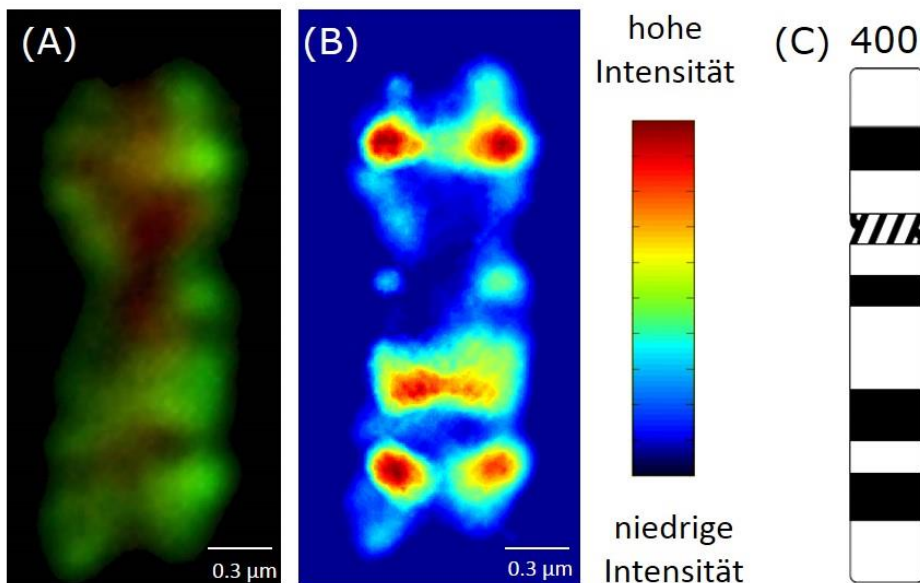 (A)
0.3 µm
(B)
0.3 µm
hohe
Intensität
niedrige
Intensität
(C) 400